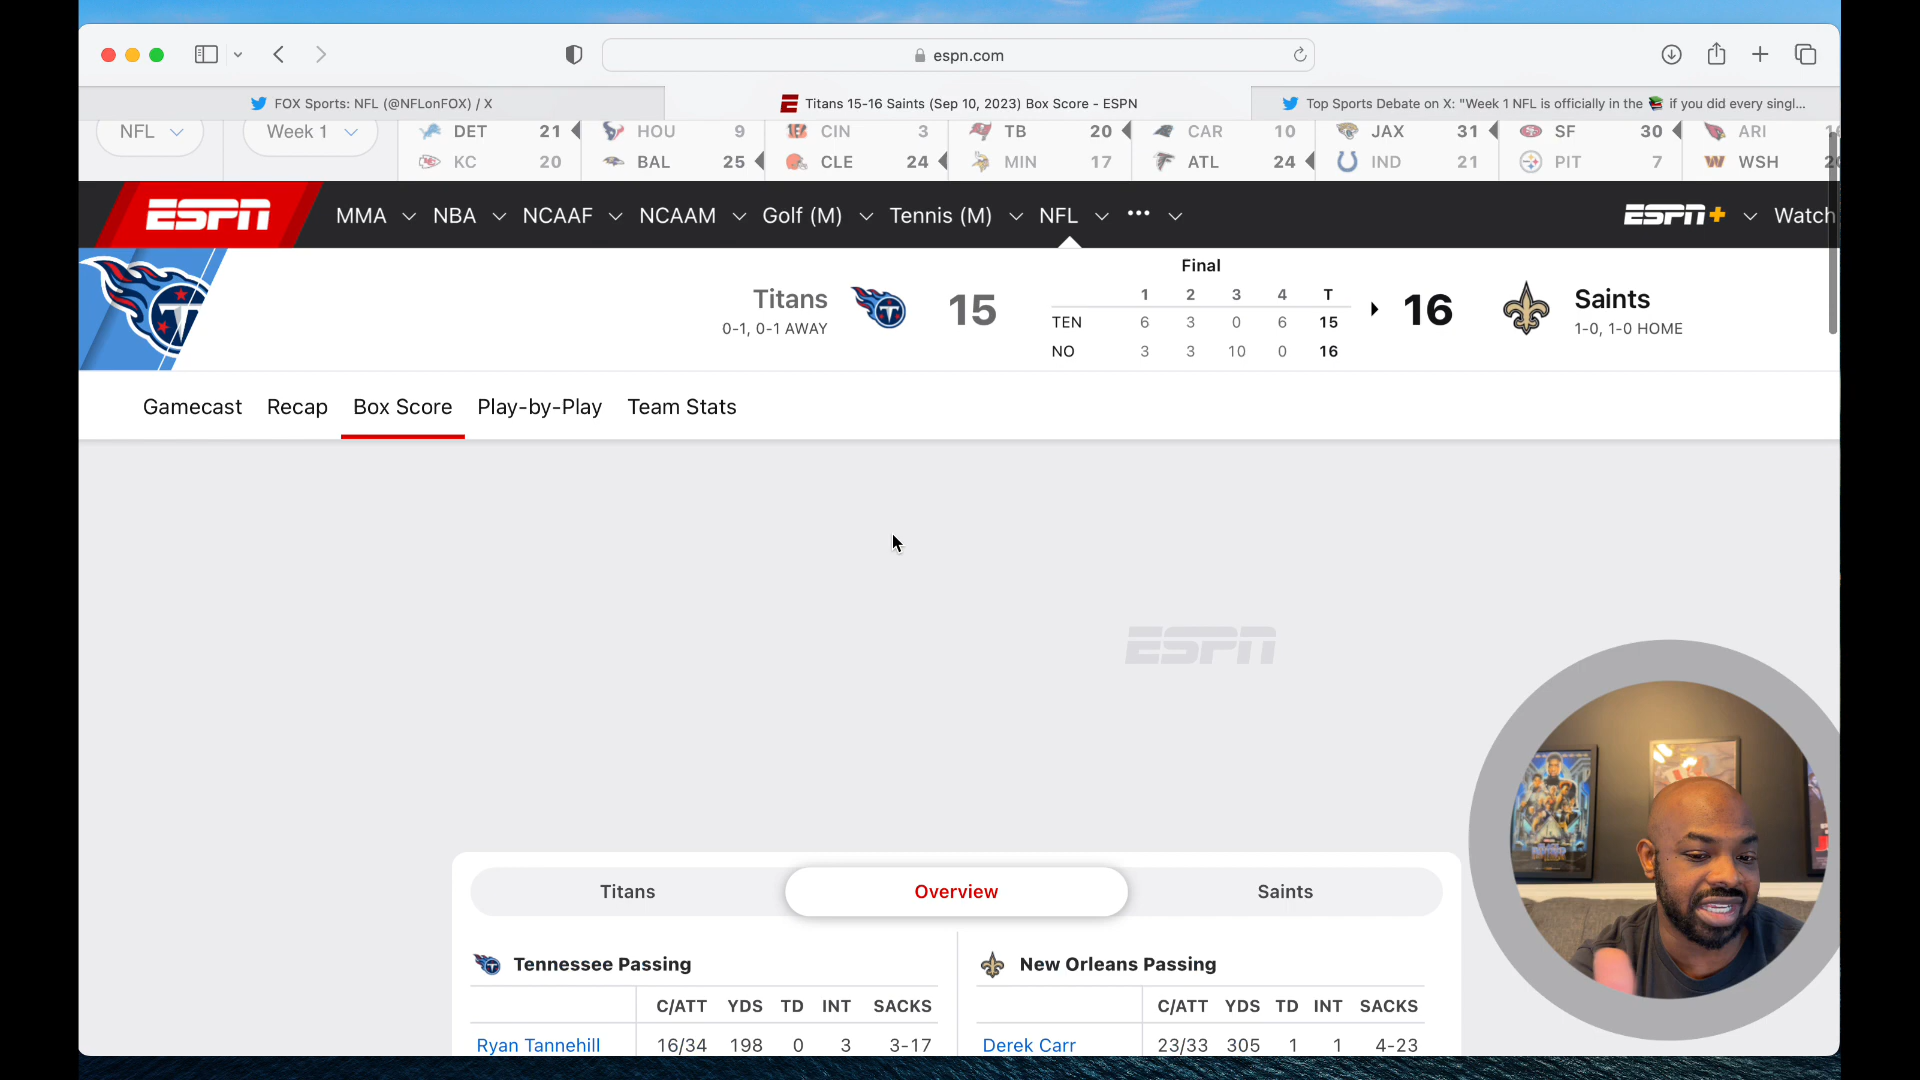 espn.com
FOX Sports: NFL (@NFLonFOX) / X
Titans 15-16 Saints (Sep 10, 2023) Box Score - ESPN
Top Sports Debate on X: "Week 1 NFL is officially in the 📚 if you did every singl...
NFL Week 1 DET 21 HOU 9 CIN 3 TB 20 CAR 10 JAX 31 SF 30 ARI
KC 20 BAL 25 CLE 24 MIN 17 ATL 24 IND 21 PIT 7 WSH
ESPN MMA NBA NCAAF NCAAM Golf (M) Tennis (M) NFL ••• ESPN+ Watch
Final
Titans 15 1 2 3 4 T 16 Saints
0-1, 0-1 AWAY TEN 6 3 0 6 15 1-0, 1-0 HOME
NO 3 3 10 0 16
Gamecast Recap Box Score Play-by-Play Team Stats
ESPN
Titans Overview Saints
Tennessee Passing New Orleans Passing
C/ATT YDS TD INT SACKS C/ATT YDS TD INT SACKS
Ryan Tannehill 16/34 198 0 3 3-17 Derek Carr 23/33 305 1 1 4-23